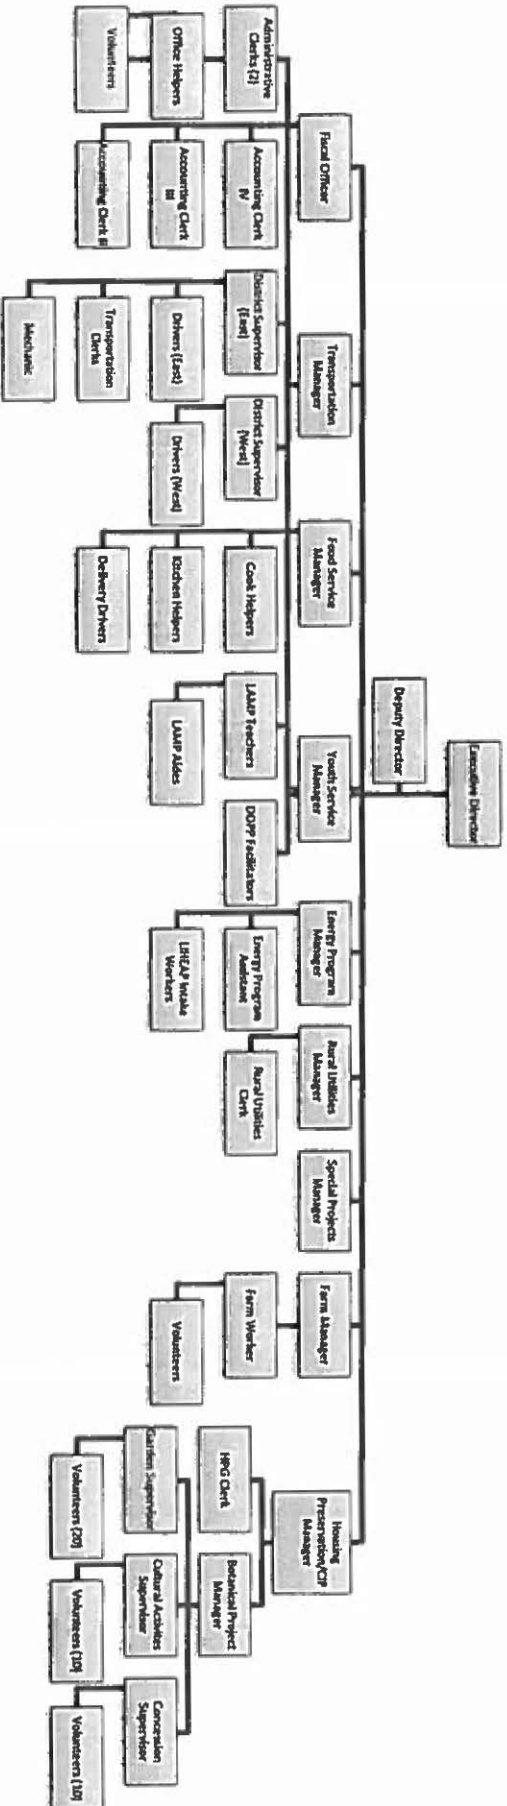 Executive Director
Deputy Director
Fiscal Officer
Transportation
Manager
Food Service
Manager
Youth Service
Manager
Energy Program
Manager
Rural Utilities
Manager
Special Projects
Manager
Farm Manager
Housing
Preservation/CIP
Manager
Administrative
Clerks (2)
Office Helpers
Volunteers
Accounting Clerk
IV
Accounting Clerk
III
Accounting Clerk III
District Supervisor
(East)
Drivers (East)
Transportation
Clerks
Mechanic
District Supervisor
(West)
Drivers (West)
Cook Helpers
Kitchen Helpers
Delivery Drivers
LAMP Teachers
LAMP Aides
DOPP Facilitators
Energy Program
Assistant
LIHEAP Intake
Workers
Rural Utilities
Clerk
Farm Worker
Volunteers
HPG Clerk
Botanical Project
Manager
Garden Supervisor
Volunteers (20)
Cultural Activites
Supervisor
Volunteers (10)
Concession
Supervisor
Volunteers (10)